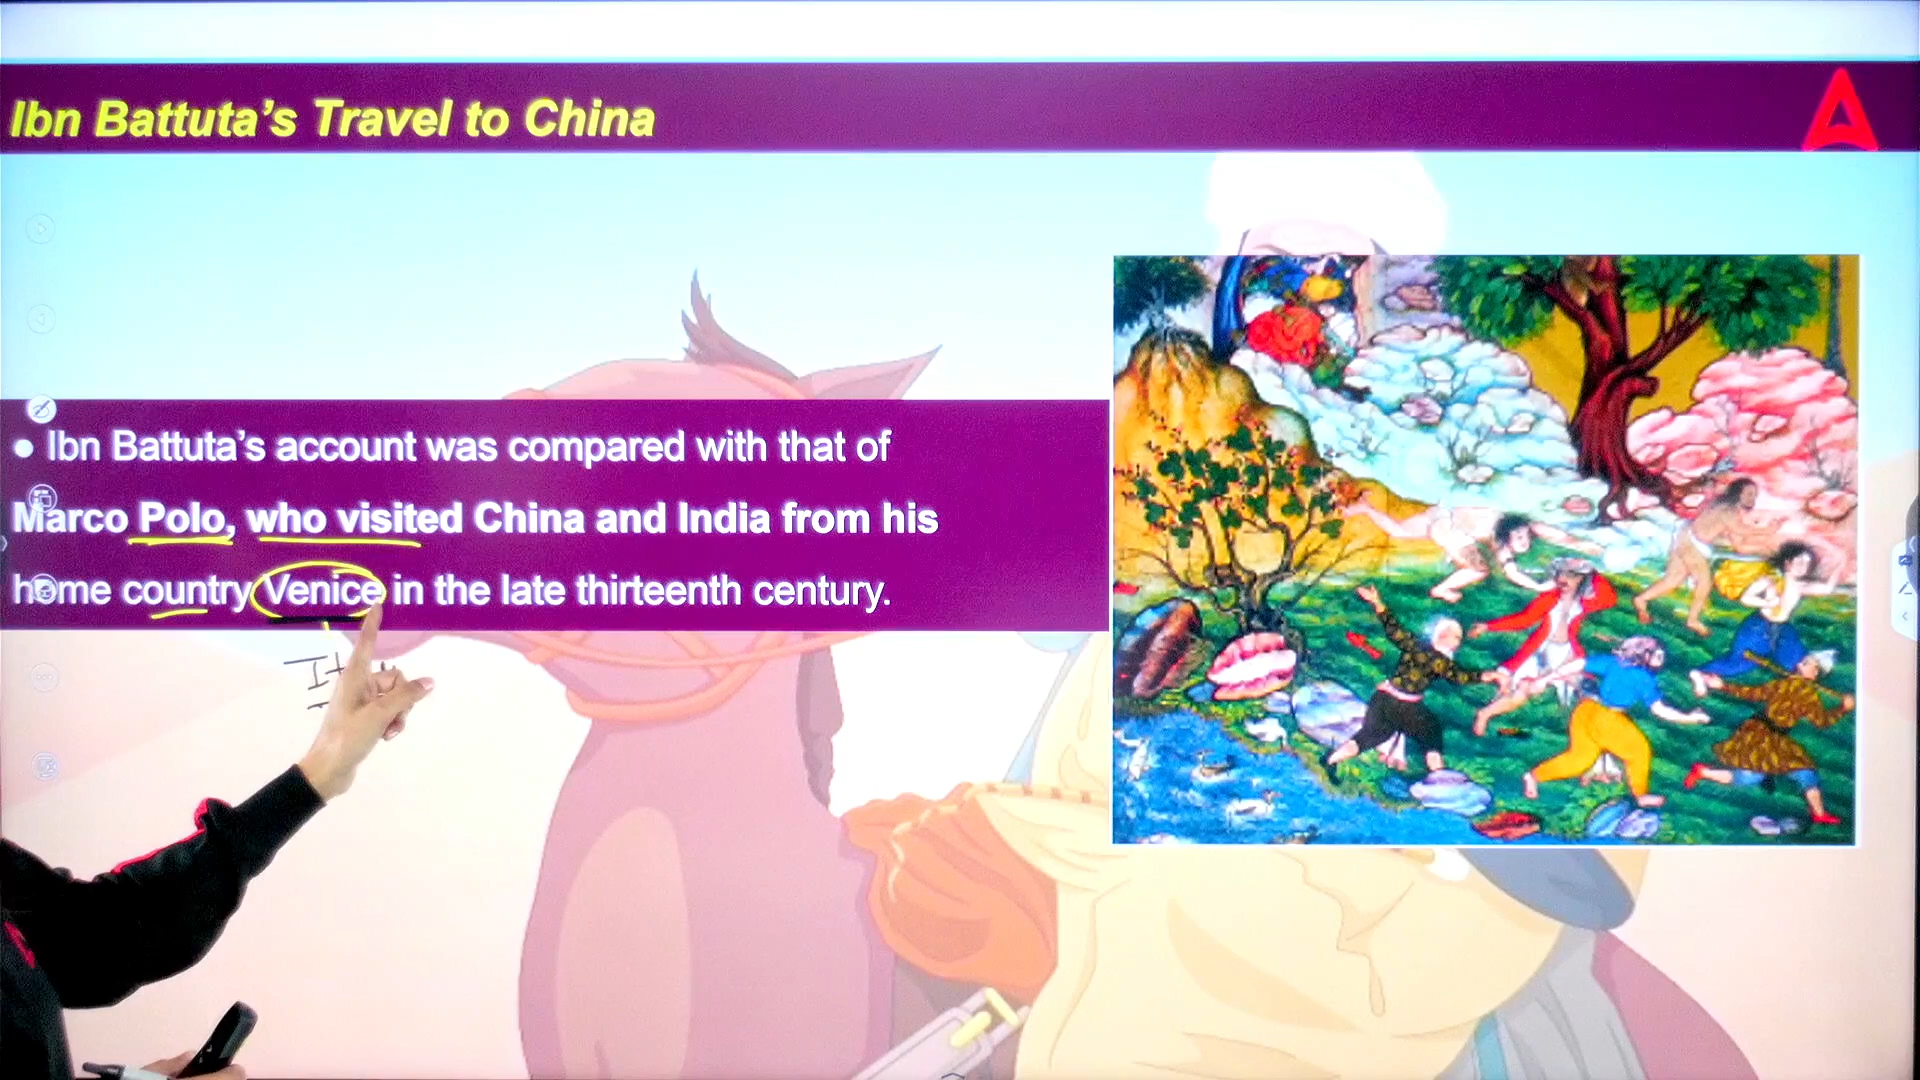 Ibn Battuta's Travel to China
• Ibn Battuta's account was compared with that of
Marco Polo, who visited China and India from his
home country Venice in the late thirteenth century.